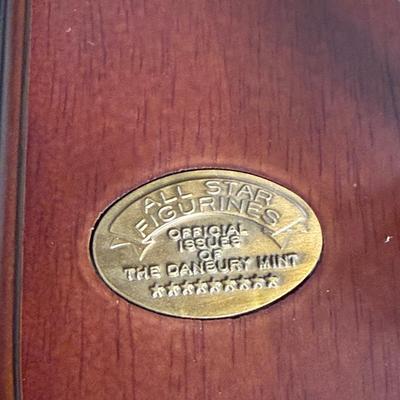 ALL STAR
FIGURINES
OFFICIAL
ISSUES
OF
THE DANBURY MINT